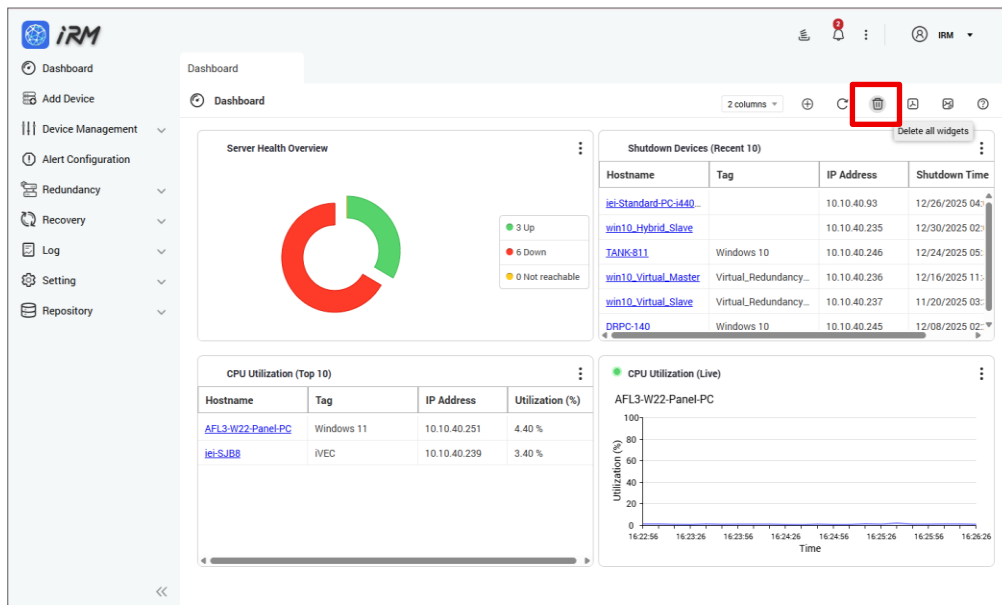 iRM
2
IRM
Dashboard
Add Device
Device Management
Alert Configuration
Redundancy
Recovery
Log
Setting
Repository
Dashboard
Dashboard
2 columns
Delete all widgets
Server Health Overview
3 Up
6 Down
0 Not reachable
Shutdown Devices (Recent 10)
Hostname Tag IP Address Shutdown Time
iei-Standard-PC-i440... 10.10.40.93 12/26/2025 04:
win10_Hybrid_Slave 10.10.40.235 12/30/2025 02:
TANK-811 Windows 10 10.10.40.246 12/24/2025 05:
win10_Virtual_Master Virtual_Redundancy... 10.10.40.236 12/16/2025 11:
win10_Virtual_Slave Virtual_Redundancy... 10.10.40.237 11/20/2025 03:
DRPC-140 Windows 10 10.10.40.245 12/08/2025 02:
CPU Utilization (Top 10)
Hostname Tag IP Address Utilization (%)
AFL3-W22-Panel-PC Windows 11 10.10.40.251 4.40 %
iei-SJB8 iVEC 10.10.40.239 3.40 %
CPU Utilization (Live)
AFL3-W22-Panel-PC
Utilization (%)
100
80
60
40
20
0
16:22:56 16:23:26 16:23:56 16:24:26 16:24:56 16:25:26 16:25:56 16:26:26
Time